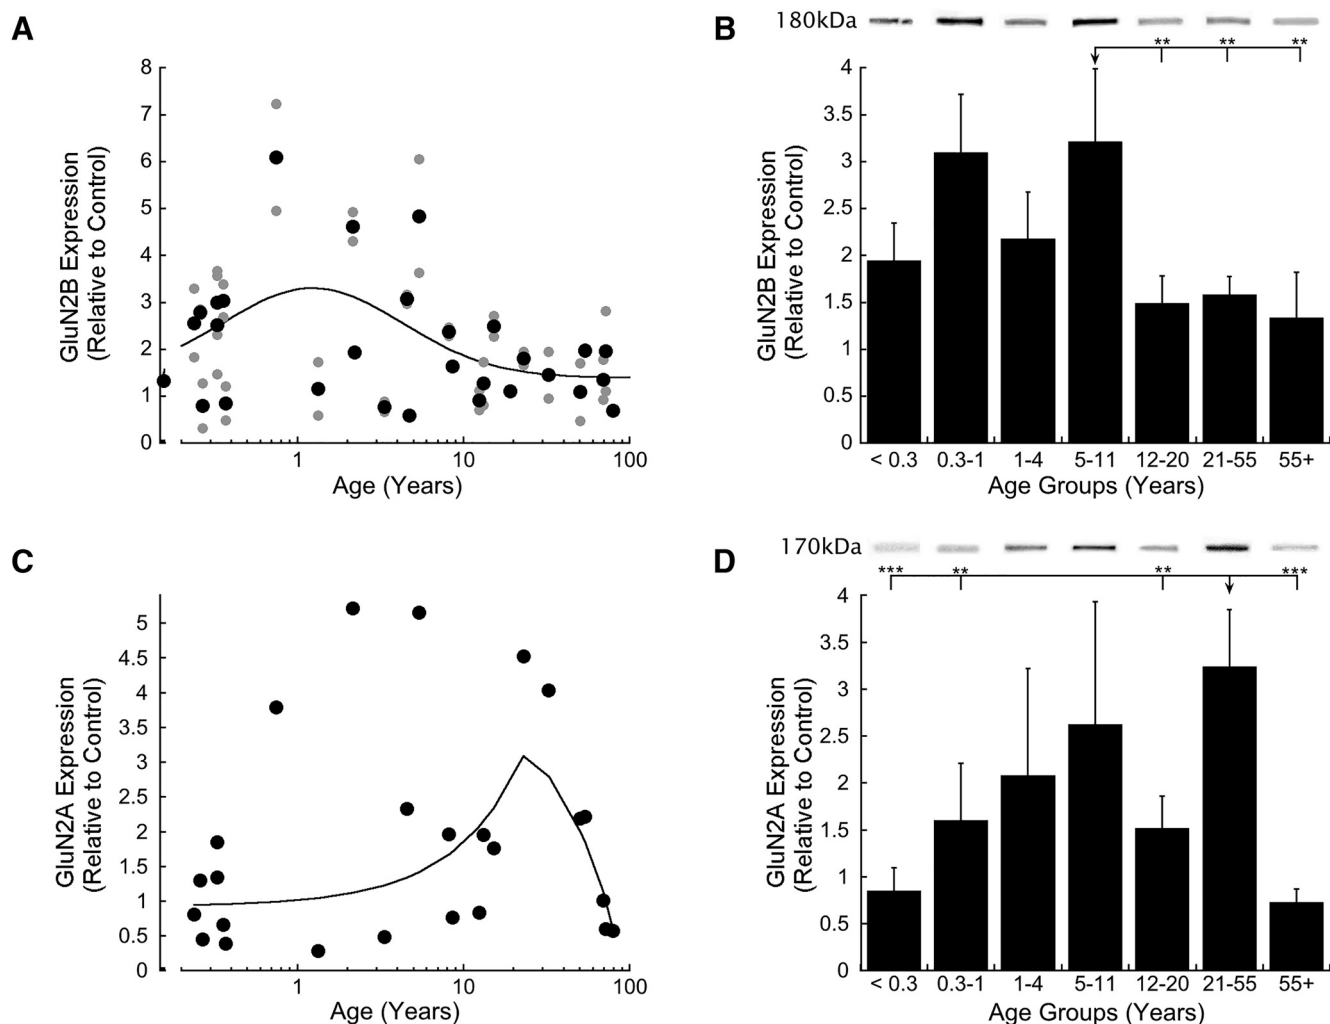 A
8
7
6
5
4
3
2
1
0
GluN2B Expression
(Relative to Control)
1 10 100
Age (Years)
B
180kDa
** ** **
4
3.5
3
2.5
2
1.5
1
0.5
0
GluN2B Expression
(Relative to Control)
< 0.3 0.3-1 1-4 5-11 12-20 21-55 55+
Age Groups (Years)
C
5
4.5
4
3.5
3
2.5
2
1.5
1
0.5
0
GluN2A Expression
(Relative to Control)
1 10 100
Age (Years)
D
170kDa
*** ** ** ***
4
3.5
3
2.5
2
1.5
1
0.5
0
GluN2A Expression
(Relative to Control)
< 0.3 0.3-1 1-4 5-11 12-20 21-55 55+
Age Groups (Years)